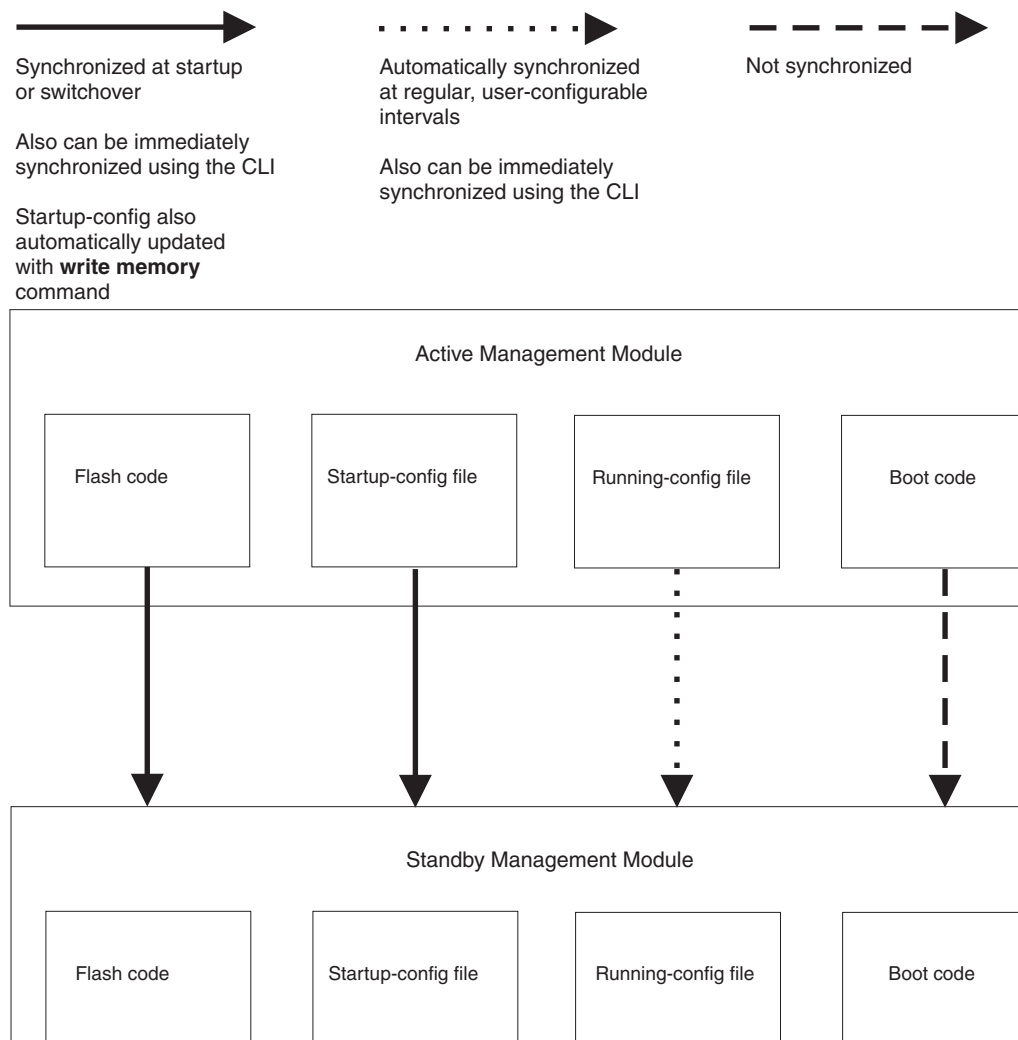 Synchronized at startup
or switchover
Also can be immediately
synchronized using the CLI
Startup-config also
automatically updated
with write memory
command
Automatically synchronized
at regular, user-configurable
intervals
Also can be immediately
synchronized using the CLI
Not synchronized
Active Management Module
Flash code
Startup-config file
Running-config file
Boot code
Standby Management Module
Flash code
Startup-config file
Running-config file
Boot code